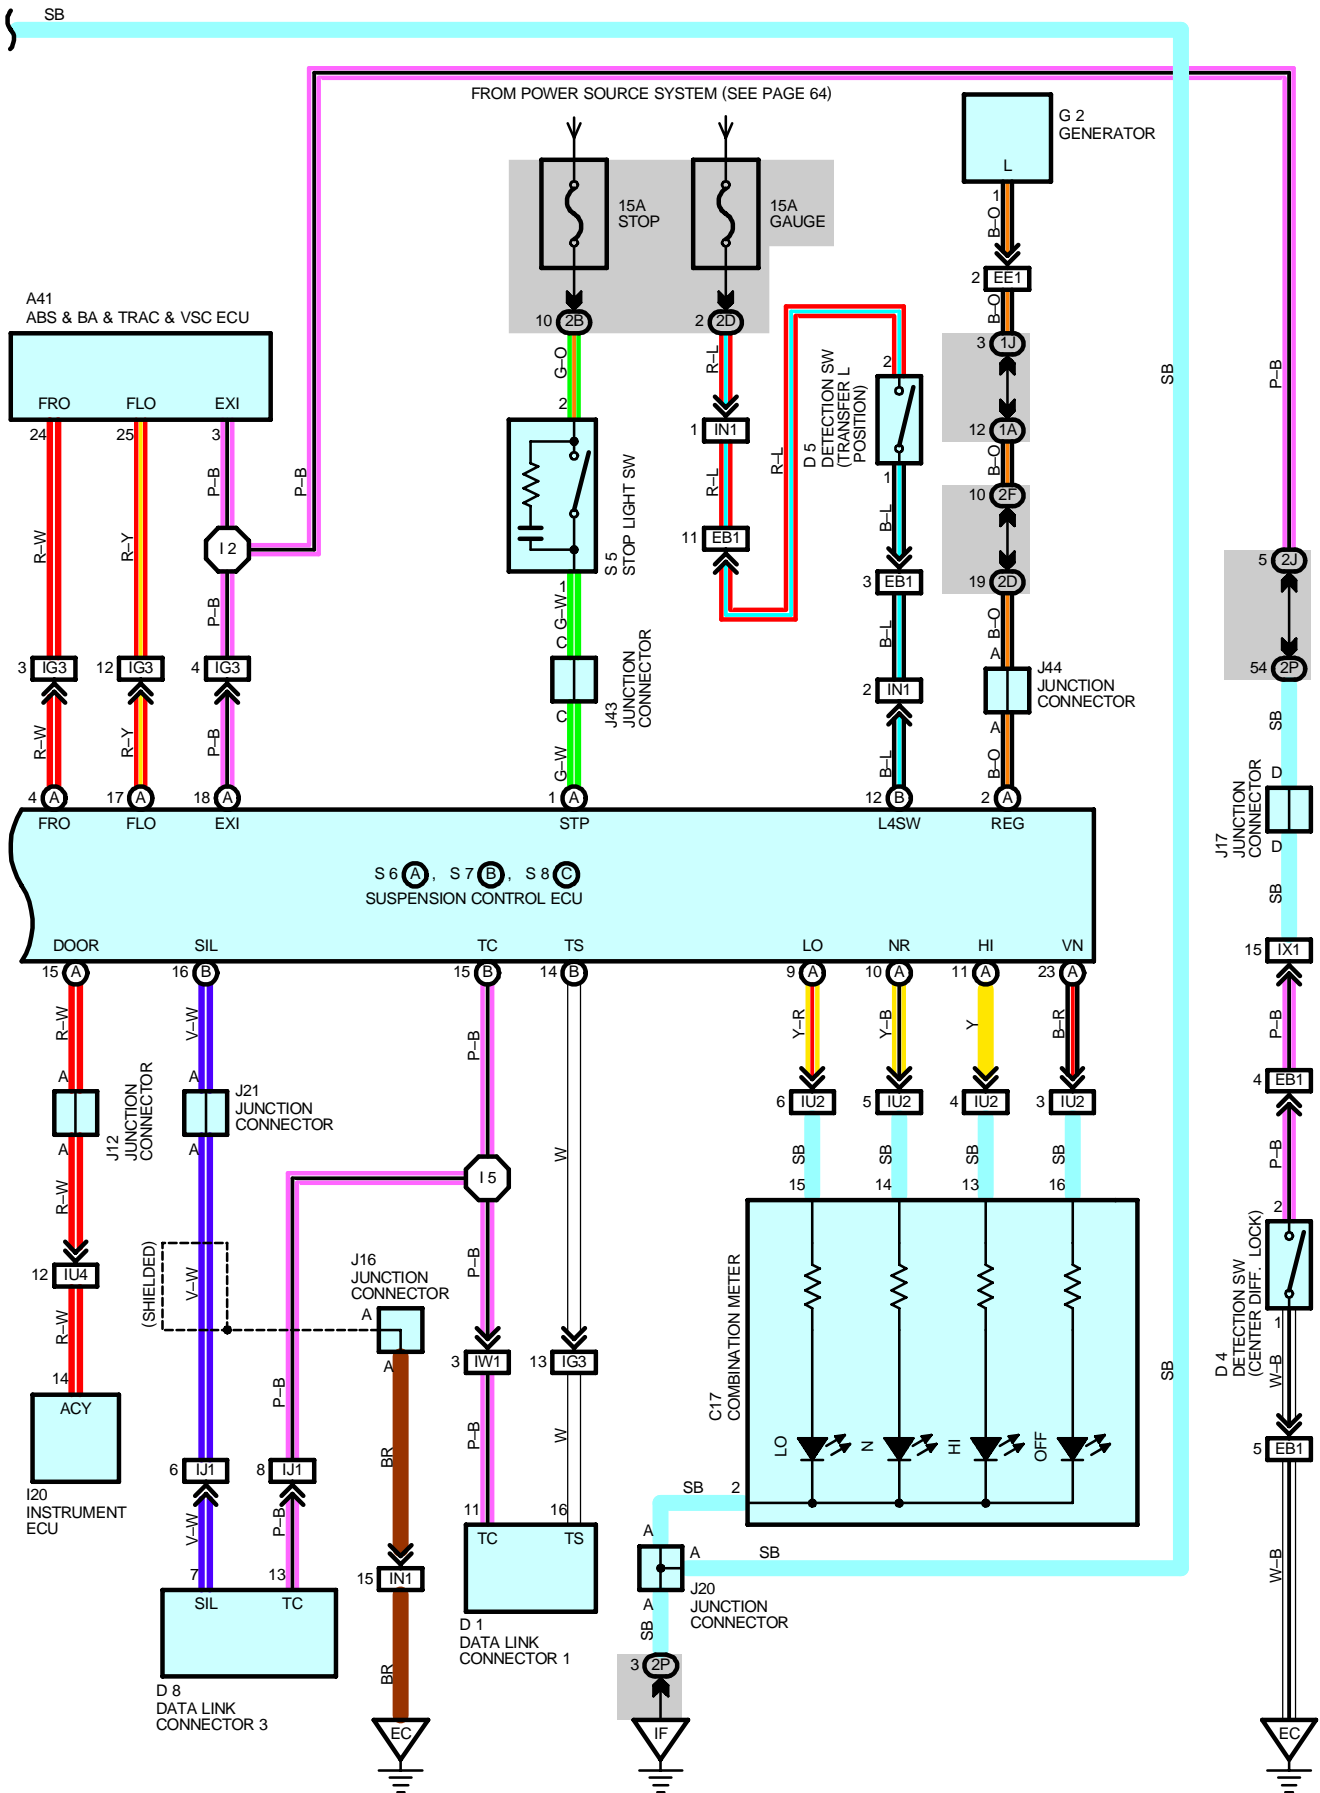 SB
FROM POWER SOURCE SYSTEM (SEE PAGE 64)
G 2
GENERATOR
L
1
B–O
2 EE1
B–O
3 1J
12 1A
B–O
10 2F
19 2D
B–O
A
J44
JUNCTION
CONNECTOR
A
B–O
2 A
15A
STOP
15A
GAUGE
10 2B
2 2D
G–O
2
S 5
STOP LIGHT SW
1
G–W
C
J43
JUNCTION
CONNECTOR
C
G–W
1 A
R–L
1 IN1
R–L
11 EB1
R–L
2
D 5
DETECTION SW
(TRANSFER L
POSITION)
1
B–L
3 EB1
B–L
2 IN1
B–L
12 B
SB
P–B
A41
ABS & BA & TRAC & VSC ECU
FRO FLO EXI
24 25 3
P–B
P–B
I 2
R–W R–Y P–B
3 IG3 12 IG3 4 IG3
R–W R–Y P–B
4 A 17 A 18 A
FRO FLO EXI STP L4SW REG
S 6 A , S 7 B , S 8 C
SUSPENSION CONTROL ECU
DOOR SIL TC TS LO NR HI VN
15 A 16 B 15 B 14 B 9 A 10 A 11 A 23 A
5 2J
54 2P
SB
D
J17
JUNCTION
CONNECTOR
D
SB
15 IX1
P–B
4 EB1
P–B
2
D 4
DETECTION SW
(CENTER DIFF. LOCK)
1
W–B
5 EB1
W–B
EC
R–W V–W P–B W Y–R Y–B Y B–R
A
J12
JUNCTION
CONNECTOR
A
R–W
12 IU4
R–W
14
ACY
I20
INSTRUMENT
ECU
A
J21
JUNCTION
CONNECTOR
A
(SHIELDED)
V–W
6 IJ1
V–W
7
SIL
I 5
P–B
8 IJ1
P–B
13
TC
D 8
DATA LINK
CONNECTOR 3
J16
JUNCTION
CONNECTOR
A
A
BR
15 IN1
BR
EC
P–B
3 IW1
P–B
11
TC
13 IG3
W
16
TS
D 1
DATA LINK
CONNECTOR 1
6 IU2 5 IU2 4 IU2 3 IU2
SB SB SB SB
15 14 13 16
C17
COMBINATION METER
LO N HI OFF
SB 2
A
A SB
J20
JUNCTION
CONNECTOR
A
SB
3 2P
IF
SB